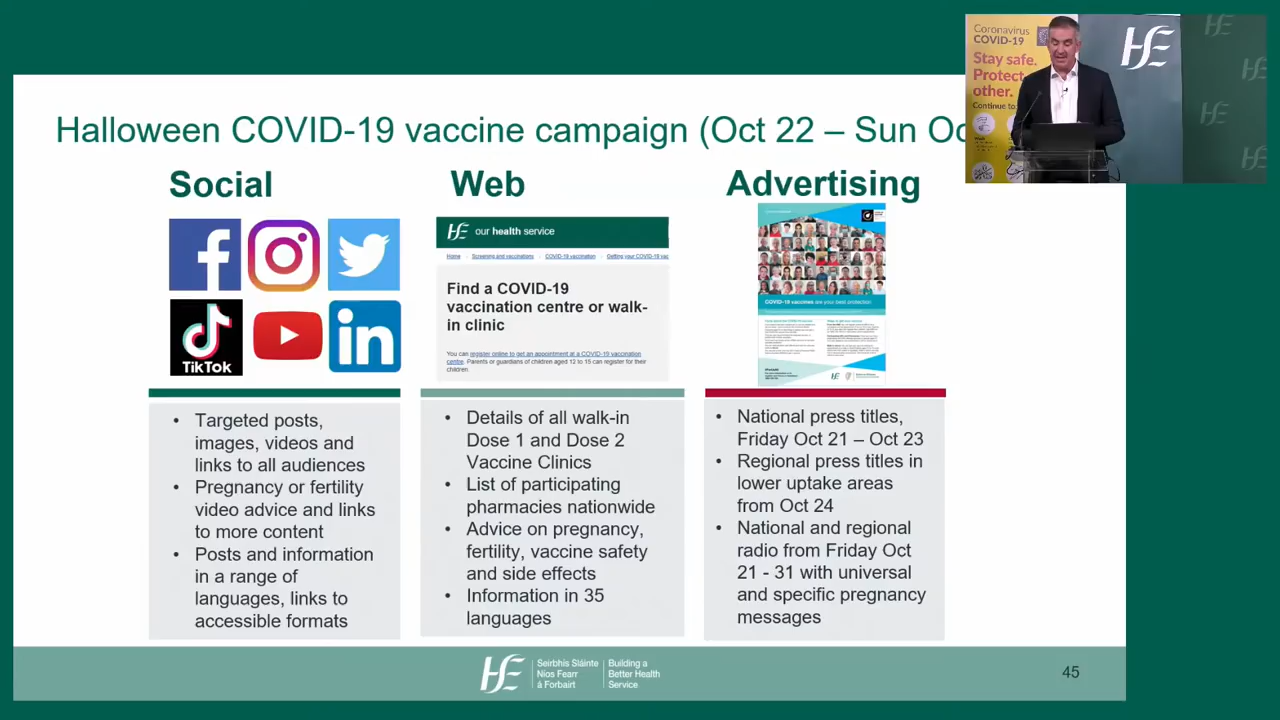 Halloween COVID-19 vaccine campaign (Oct 22 – Sun Oc
Coronavirus
COVID-19
Stay safe.
Protect
other.
Continue to
HE
Social
Web
Advertising
TikTok
in
HE our health service
Home
Screening and vaccinations
COVID-19 vaccination
Getting your COVID-19 vac
Find a COVID-19
vaccination centre or walk-
in clinic
You can register online to get an appointment at a COVID-19 vaccination
centre. Parents or guardians of children aged 12 to 15 can register for their
children.
COVID-19 vaccines are your best protection
• Targeted posts,
images, videos and
links to all audiences
• Pregnancy or fertility
video advice and links
to more content
• Posts and information
in a range of
languages, links to
accessible formats
• Details of all walk-in
Dose 1 and Dose 2
Vaccine Clinics
• List of participating
pharmacies nationwide
• Advice on pregnancy,
fertility, vaccine safety
and side effects
• Information in 35
languages
• National press titles,
Friday Oct 21 – Oct 23
• Regional press titles in
lower uptake areas
from Oct 24
• National and regional
radio from Friday Oct
21 - 31 with universal
and specific pregnancy
messages
HE
Seirbhís Sláinte
Níos Fearr
á Forbairt
Building a
Better Health
Service
45